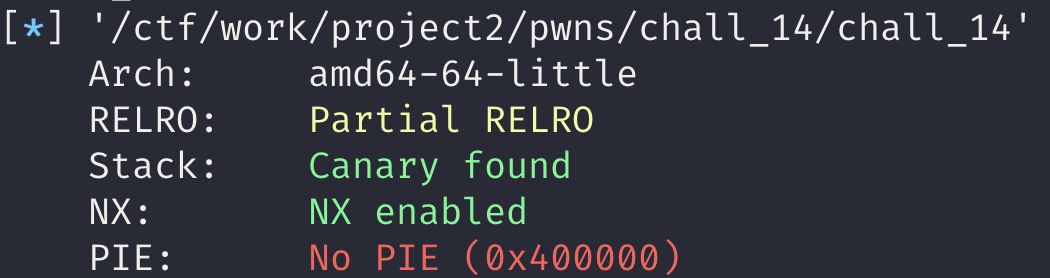 [*] '/ctf/work/project2/pwns/chall_14/chall_14'
Arch: amd64-64-little
RELRO: Partial RELRO
Stack: Canary found
NX: NX enabled
PIE: No PIE (0x400000)